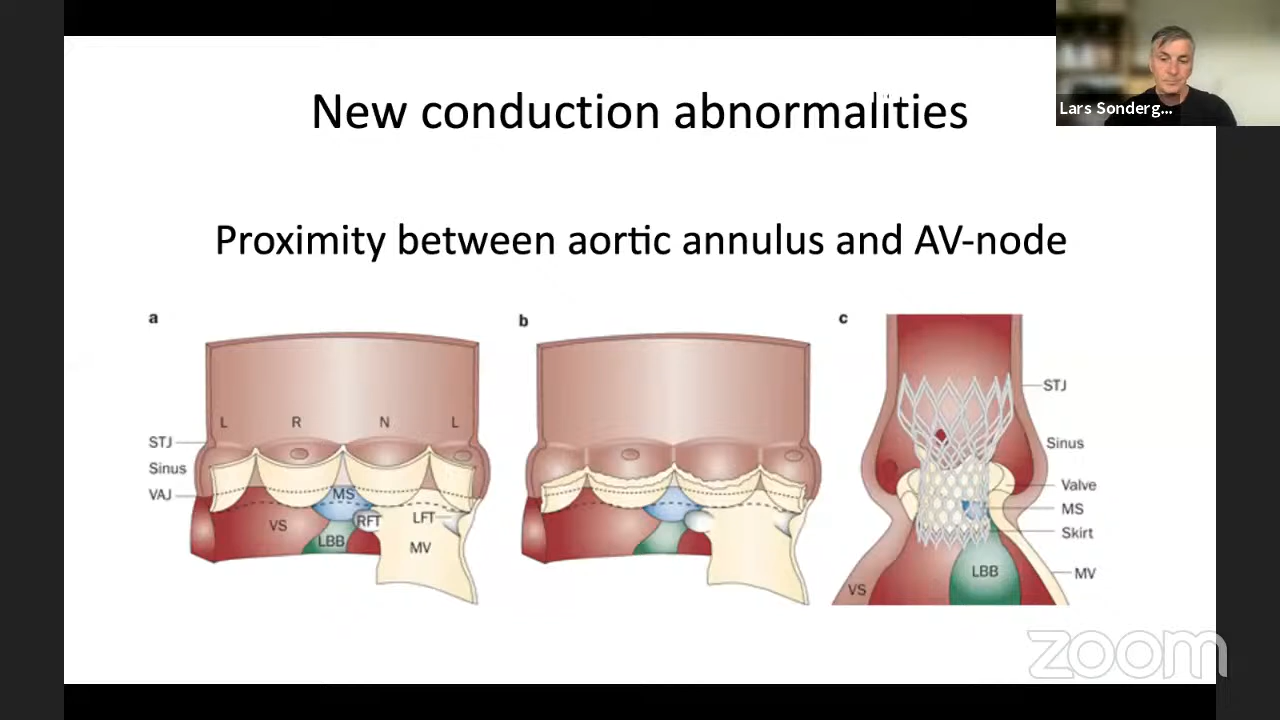 New conduction abnormalities
Lars Sonderg...
Proximity between aortic annulus and AV-node
a
b
c
L
R
N
L
STJ
Sinus
VAJ
MS
VS
RFT
LFT
LBB
MV
STJ
Sinus
Valve
MS
Skirt
LBB
MV
VS
zoom